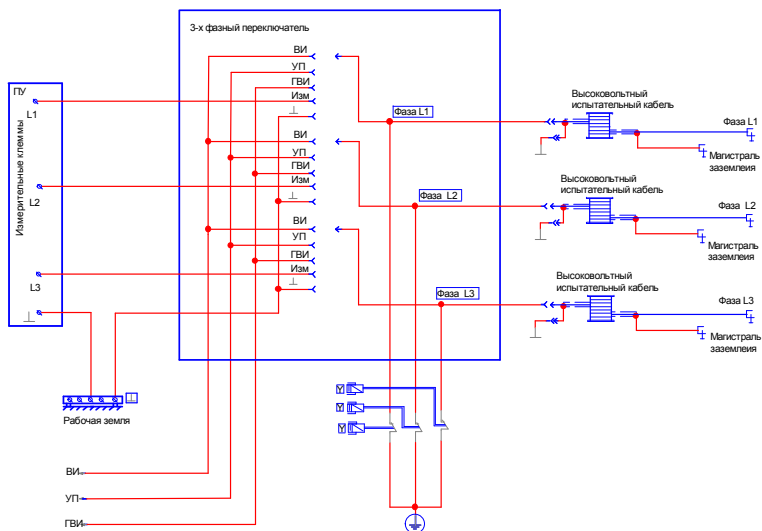 3-х фазный переключатель
ВИ
УП
ГВИ
Изм
ПУ
L1
Измерительные клеммы
L2
L3
ВИ
УП
ГВИ
Изм
ВИ
УП
ГВИ
Изм
Фаза L1
Фаза L2
Фаза L3
Высоковольтный
испытательный кабель
Фаза L1
Магистраль
заземлеия
Высоковольтный
испытательный кабель
Фаза L2
Магистраль
заземлеия
Высоковольтный
испытательный кабель
Фаза L3
Магистраль
заземлеия
Рабочая земля
Y
Y
Y
ВИ
УП
ГВИ